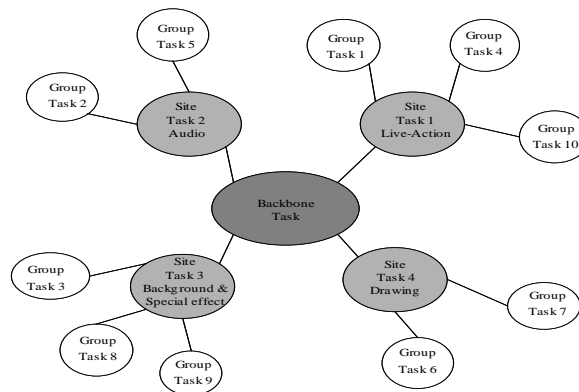 Group
Task 5
Group
Task 2
Site
Task 2
Audio
Group
Task 1
Group
Task 4
Site
Task 1
Live-Action
Group
Task 10
Backbone
Task
Site
Task 3
Background &
Special effect
Group
Task 3
Group
Task 8
Group
Task 9
Site
Task 4
Drawing
Group
Task 7
Group
Task 6